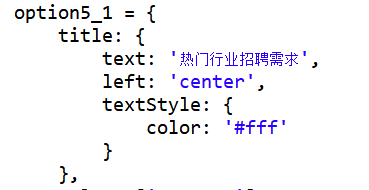 option5_1 = {
    title: {
        text: '热门行业招聘需求',
        left: 'center',
        textStyle: {
            color: '#fff'
        }
    },